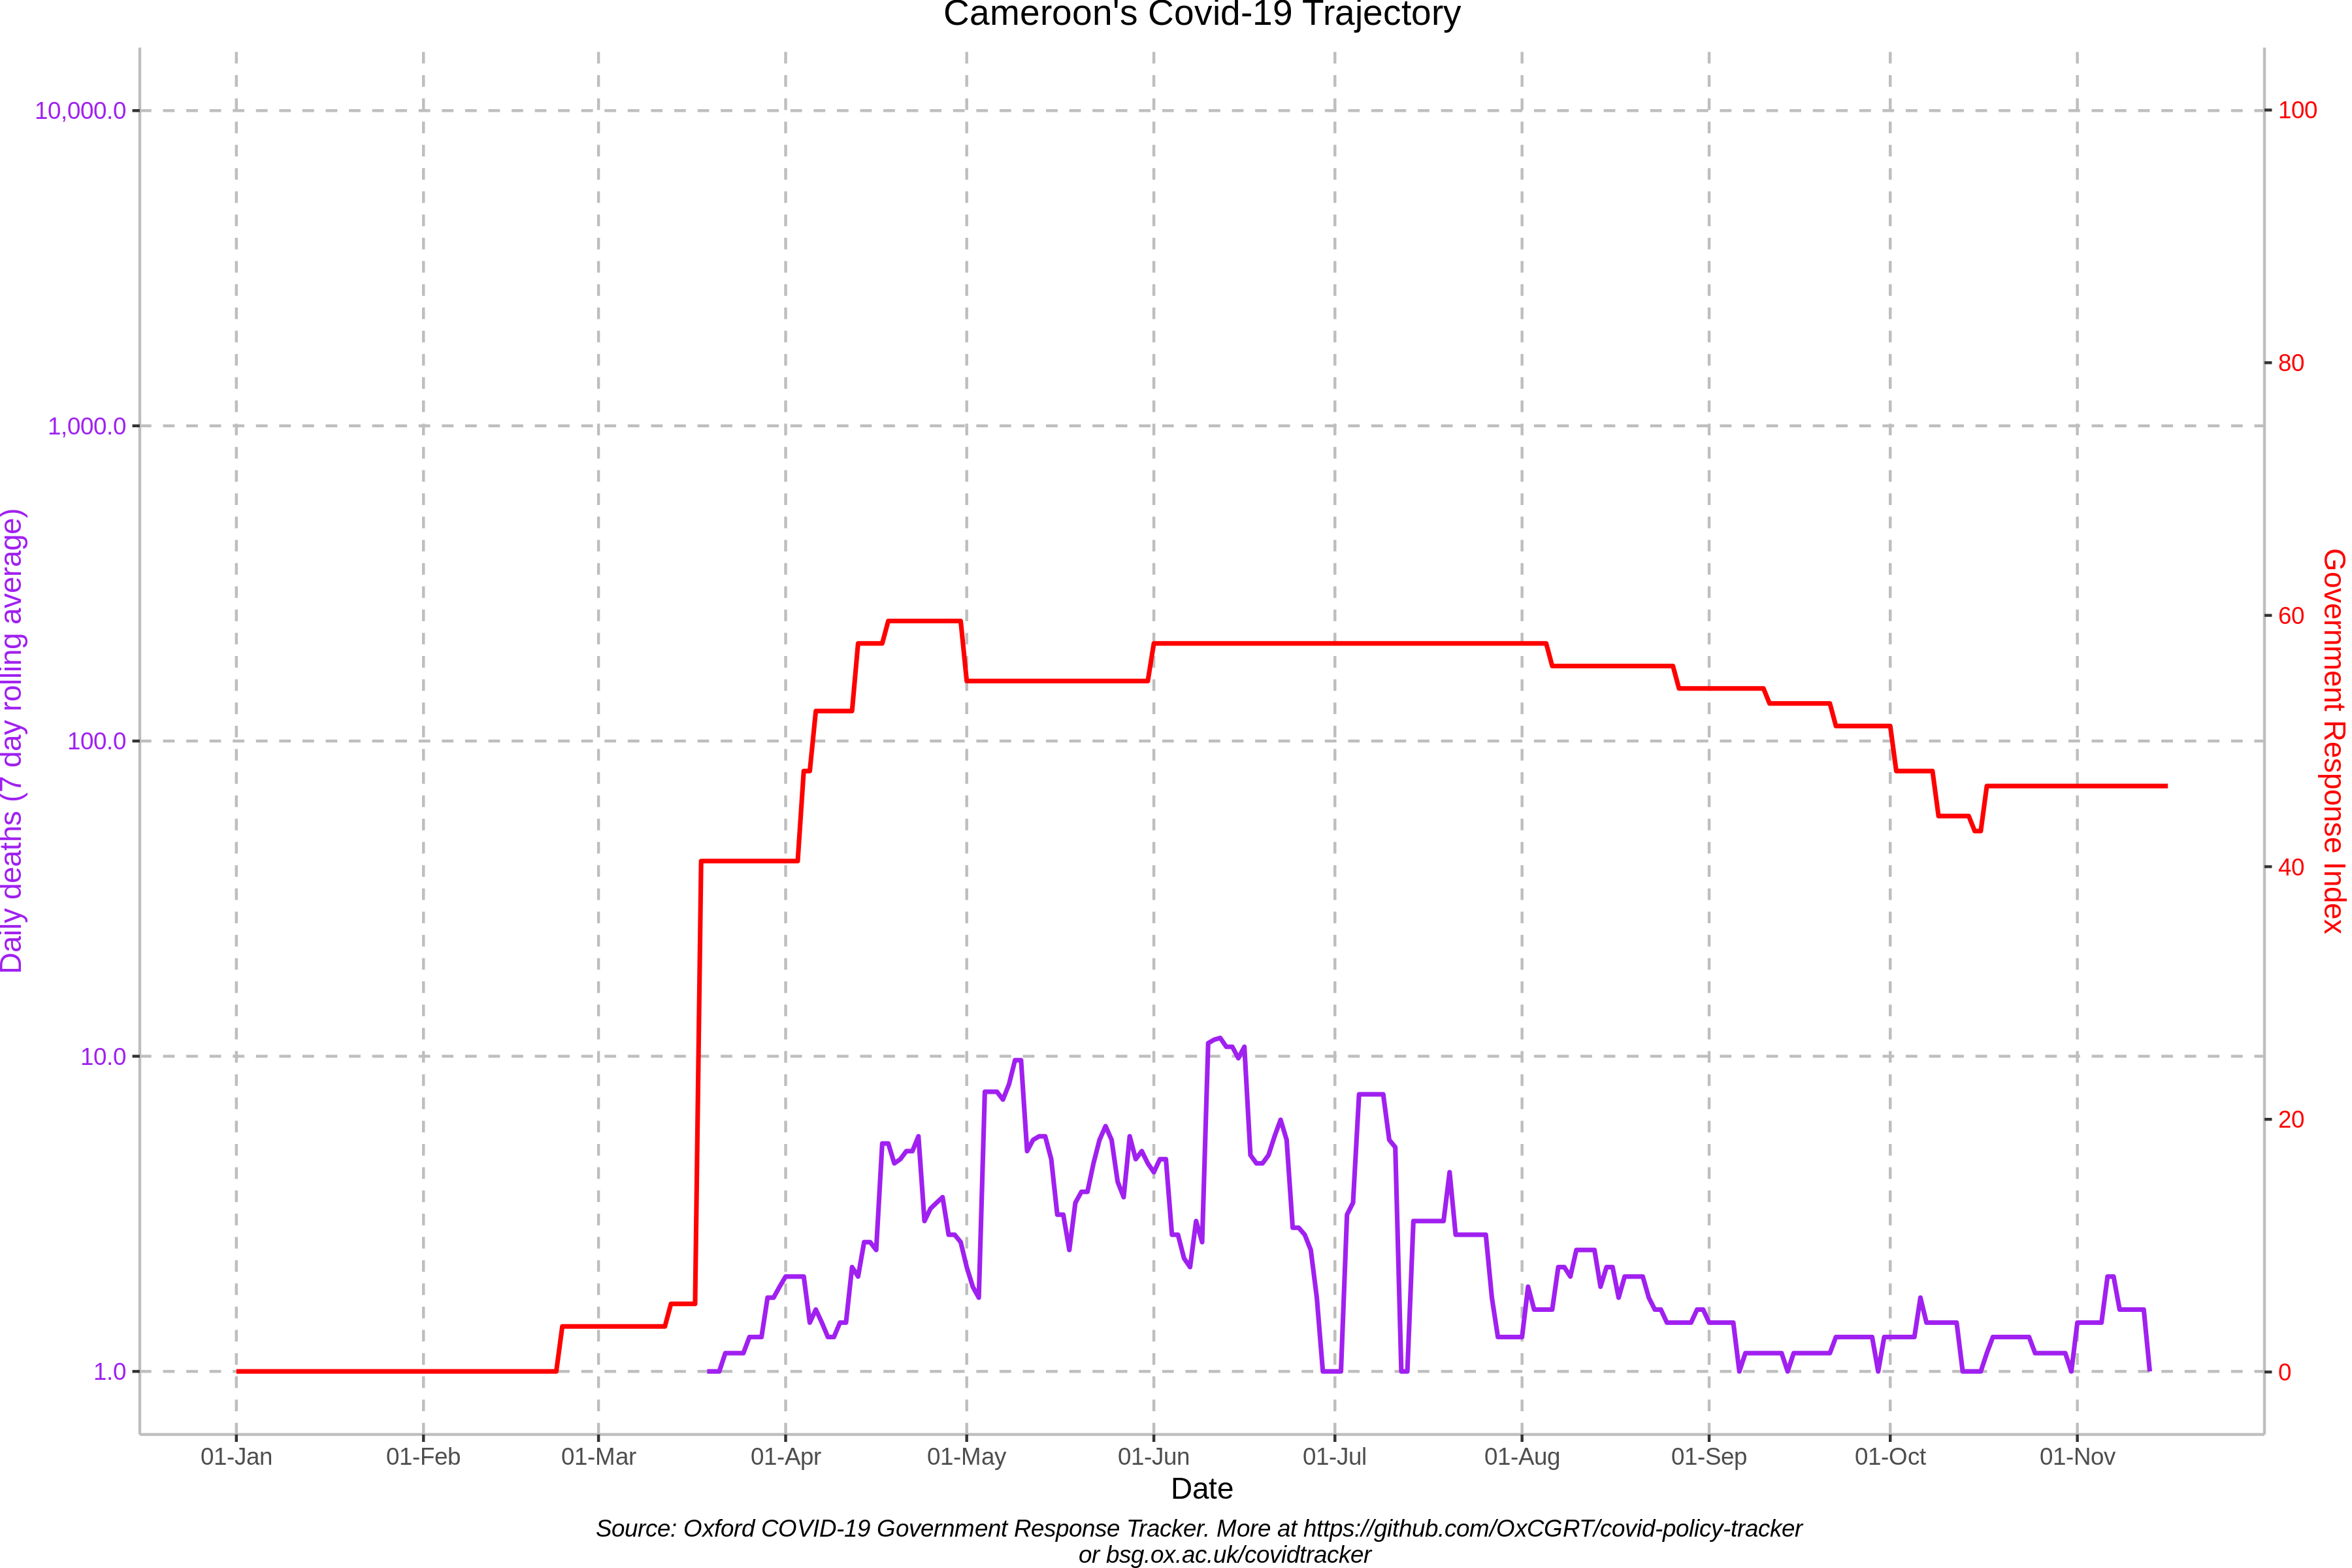 Cameroon's Covid-19 Trajectory
10,000.0
1,000.0
100.0
10.0
1.0
Daily deaths (7 day rolling average)
100
80
60
40
20
0
Government Response Index
01-Jan 01-Feb 01-Mar 01-Apr 01-May 01-Jun 01-Jul 01-Aug 01-Sep 01-Oct 01-Nov
Date
Source: Oxford COVID-19 Government Response Tracker. More at https://github.com/OxCGRT/covid-policy-tracker
or bsg.ox.ac.uk/covidtracker